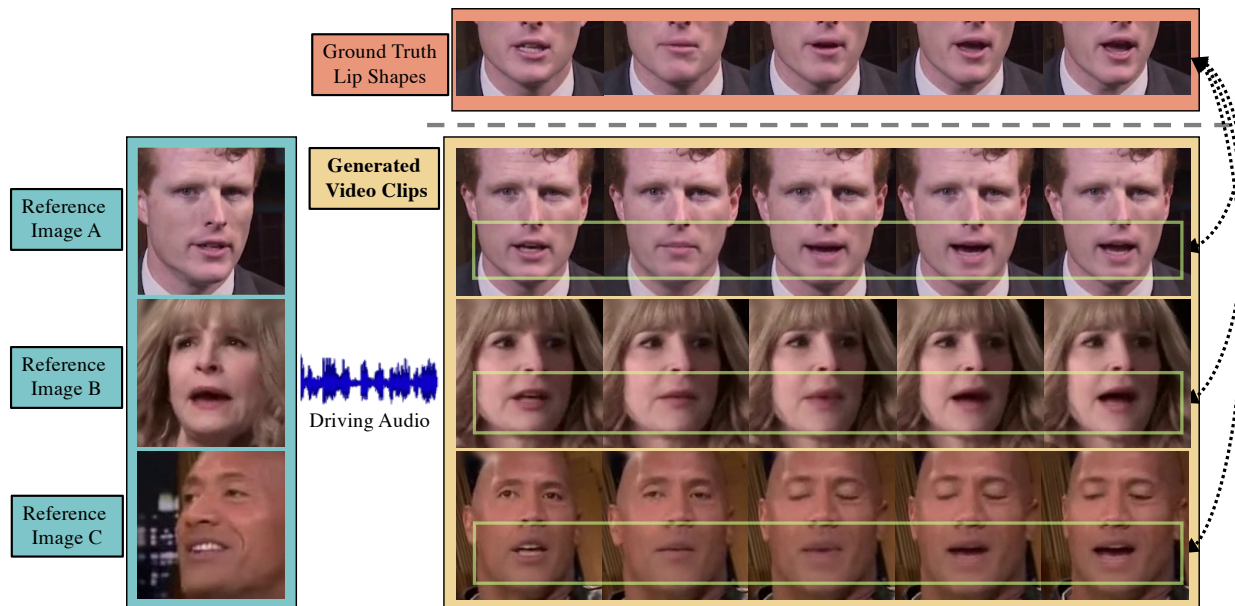 Ground Truth
Lip Shapes
Generated
Video Clips
Reference
Image A
Reference
Image B
Driving Audio
Reference
Image C